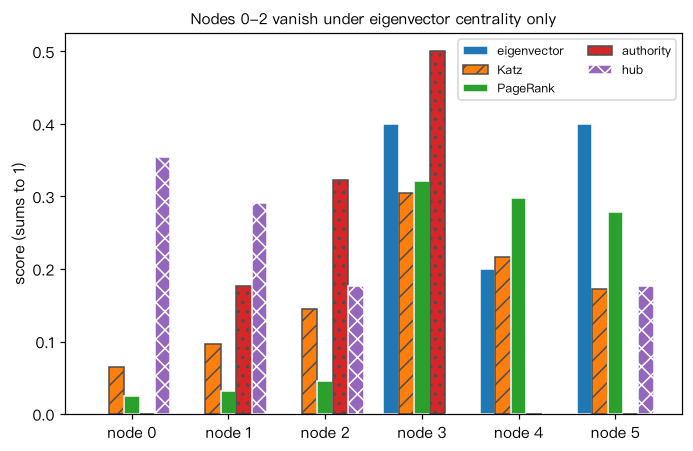 Nodes 0–2 vanish under eigenvector centrality only
score (sums to 1)
0.5
0.4
0.3
0.2
0.1
0.0
eigenvector
Katz
PageRank
authority
hub
node 0
node 1
node 2
node 3
node 4
node 5